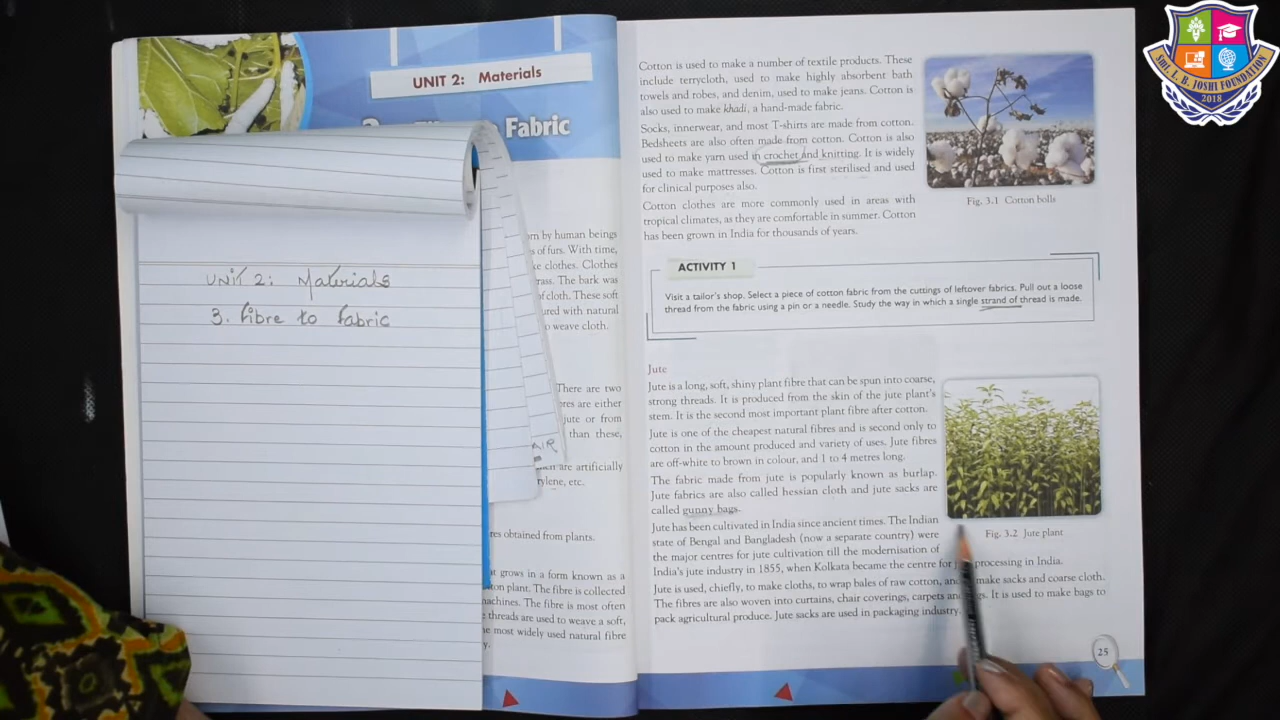 UNIT 2: Materials
Fabric
UNIT 2: Materials
3. Fibre to Fabric
AIR
orn by human beings
s of furs. With time,
ke clothes. Clothes
rass. The bark was
of cloth. These soft
ured with natural
o weave cloth.
There are two
bres are either
jute or from
than these,
are artificially
tylene, etc.
res obtained from plants.
at grows in a form known as a
ton plant. The fibre is collected
machines. The fibre is most often
e threads are used to weave a soft,
he most widely used natural fibre
y.
Cotton is used to make a number of textile products. These
include terrycloth, used to make highly absorbent bath
towels and robes, and denim, used to make jeans. Cotton is
also used to make khadi, a hand-made fabric.
Socks, innerwear, and most T-shirts are made from cotton.
Bedsheets are also often made from cotton. Cotton is also
used to make yarn used in crochet and knitting. It is widely
used to make mattresses. Cotton is first sterilised and used
for clinical purposes also.
Cotton clothes are more commonly used in areas with
tropical climates, as they are comfortable in summer. Cotton
has been grown in India for thousands of years.
Fig. 3.1 Cotton bolls
ACTIVITY 1
Visit a tailor's shop. Select a piece of cotton fabric from the cuttings of leftover fabrics. Pull out a loose
thread from the fabric using a pin or a needle. Study the way in which a single strand of thread is made.
Jute
Jute is a long, soft, shiny plant fibre that can be spun into coarse,
strong threads. It is produced from the skin of the jute plant's
stem. It is the second most important plant fibre after cotton.
Jute is one of the cheapest natural fibres and is second only to
cotton in the amount produced and variety of uses. Jute fibres
are off-white to brown in colour, and 1 to 4 metres long.
The fabric made from jute is popularly known as burlap.
Jute fabrics are also called hessian cloth and jute sacks are
called gunny bags.
Jute has been cultivated in India since ancient times. The Indian
state of Bengal and Bangladesh (now a separate country) were
the major centres for jute cultivation till the modernisation of
India's jute industry in 1855, when Kolkata became the centre for processing in India.
Jute is used, chiefly, to make cloths, to wrap bales of raw cotton, and make sacks and coarse cloth.
The fibres are also woven into curtains, chair coverings, carpets and It is used to make bags to
pack agricultural produce. Jute sacks are used in packaging industry.
Fig. 3.2 Jute plant
25
SHRI. L. B. JOSHI FOUNDATION
2018